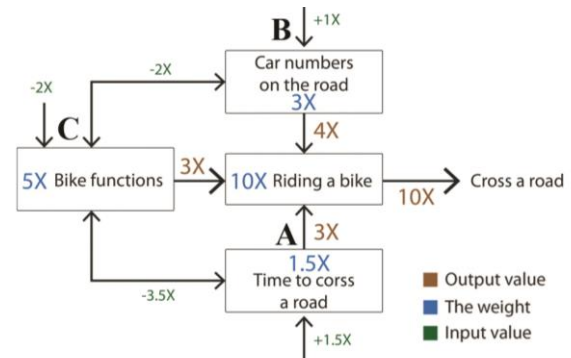 B
+1X
Car numbers
on the road
3X
-2X
-2X
C
4X
5X Bike functions
3X
10X Riding a bike
10X
Cross a road
A
3X
1.5X
Time to corss
a road
-3.5X
+1.5X
Output value
The weight
Input value